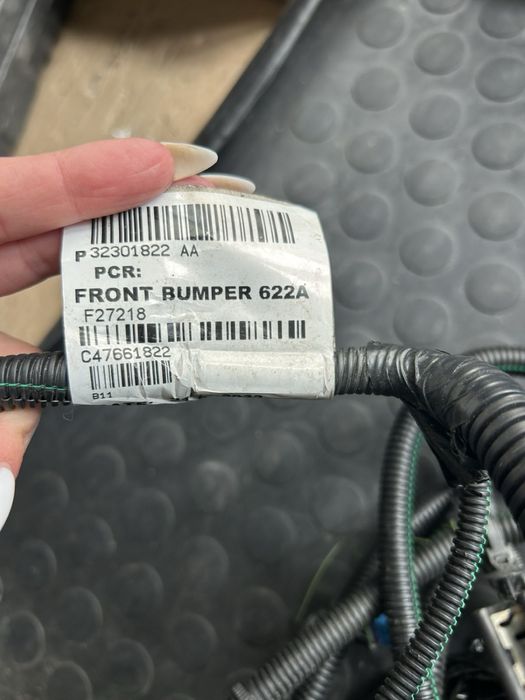 P 32301822 AA
PCR:
FRONT BUMPER 622A
F27218
C47661822
B11